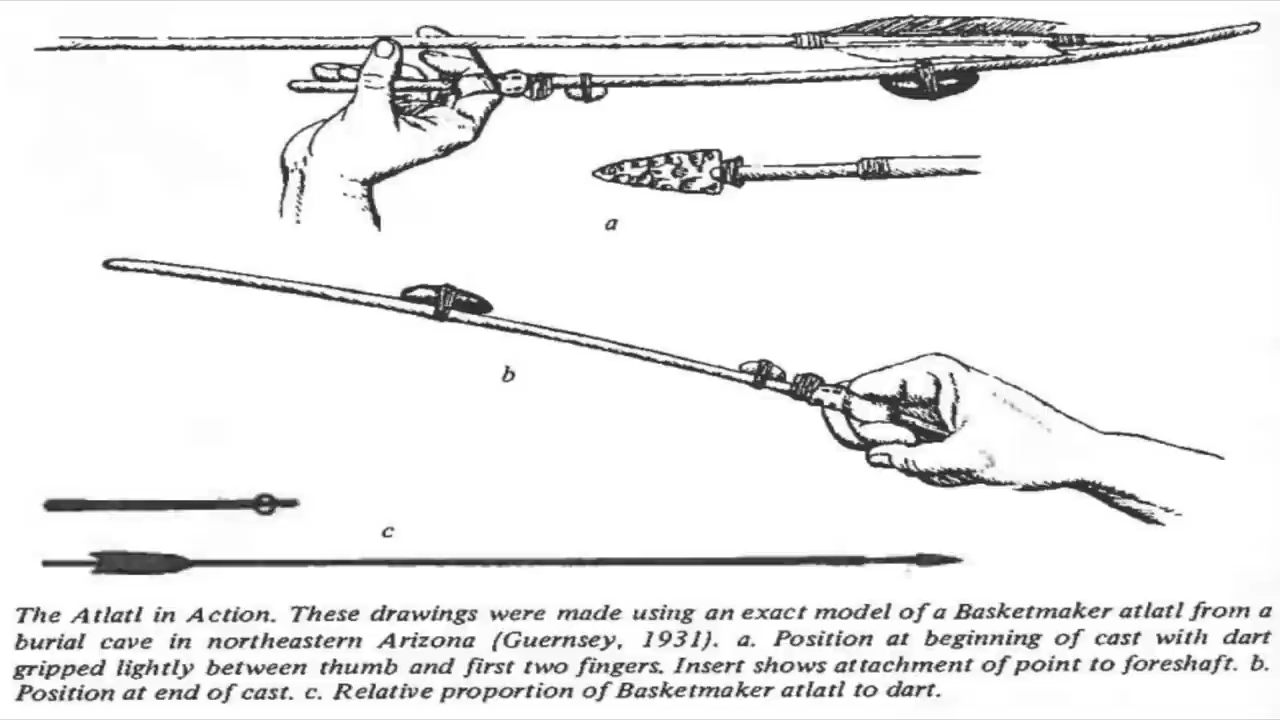 a
b
c
The Atlatl in Action. These drawings were made using an exact model of a Basketmaker atlatl from a
burial cave in northeastern Arizona (Guernsey, 1931). a. Position at beginning of cast with dart
gripped lightly between thumb and first two fingers. Insert shows attachment of point to foreshaft. b.
Position at end of cast. c. Relative proportion of Basketmaker atlatl to dart.